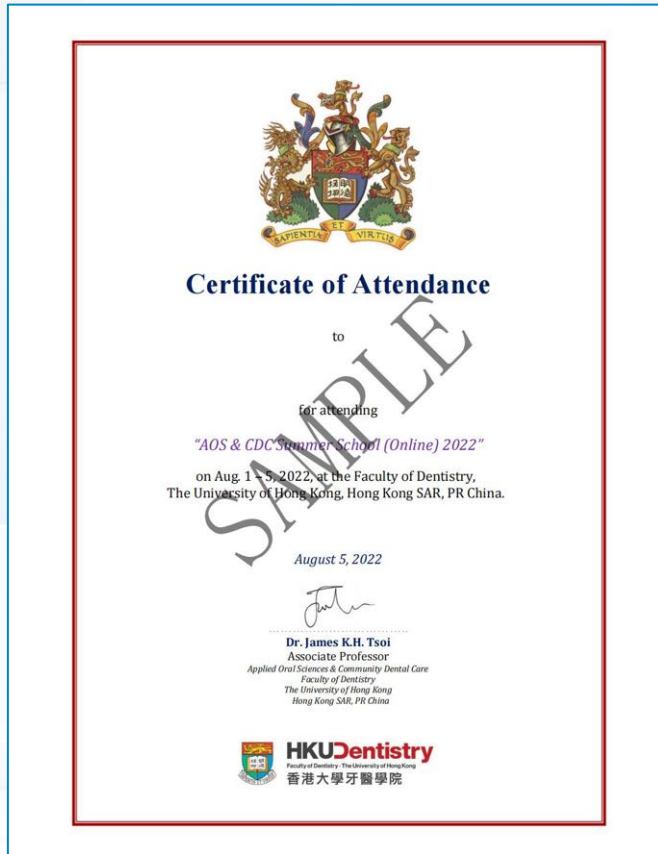 SAPIENTIA ET VIRTUS
Certificate of Attendance
to
for attending
"AOS & CDC Summer School (Online) 2022"
on Aug. 1 – 5, 2022, at the Faculty of Dentistry,
The University of Hong Kong, Hong Kong SAR, PR China.
SAMPLE
August 5, 2022
Dr. James K.H. Tsoi
Associate Professor
Applied Oral Sciences & Community Dental Care
Faculty of Dentistry
The University of Hong Kong
Hong Kong SAR, PR China
HKUDentistry
Faculty of Dentistry · The University of Hong Kong
香港大學牙醫學院